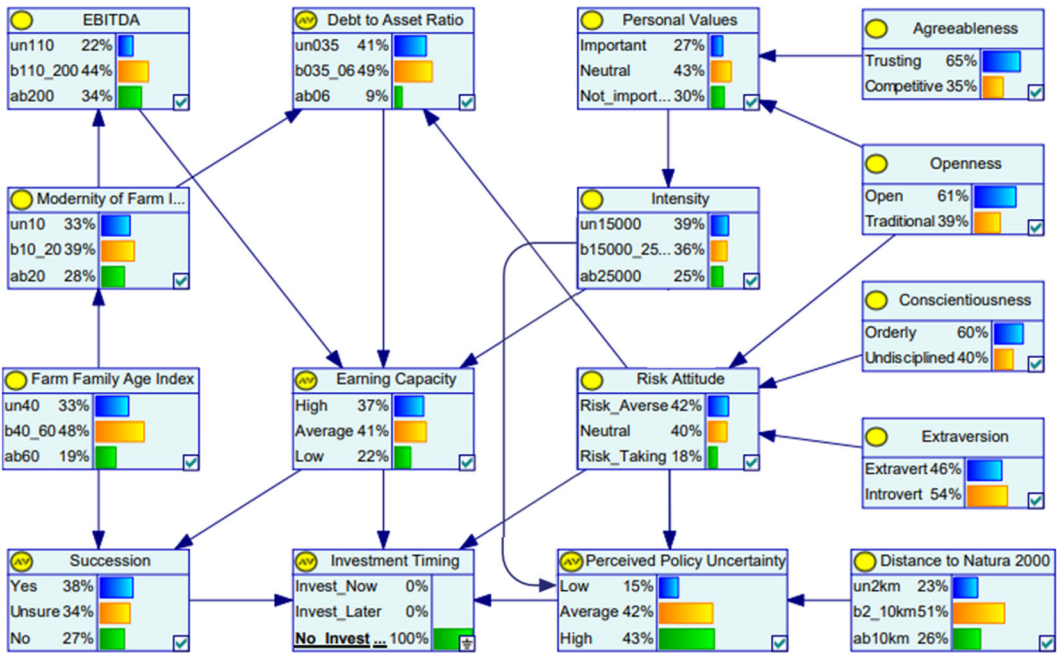 EBITDA
un110 22%
b110_200 44%
ab200 34%
Debt to Asset Ratio
un035 41%
b035_06 49%
ab06 9%
Personal Values
Important 27%
Neutral 43%
Not_import... 30%
Agreeableness
Trusting 65%
Competitive 35%
Modernity of Farm I...
un10 33%
b10_20 39%
ab20 28%
Intensity
un15000 39%
b15000_25... 36%
ab25000 25%
Openness
Open 61%
Traditional 39%
Conscientiousness
Orderly 60%
Undisciplined 40%
Farm Family Age Index
un40 33%
b40_60 48%
ab60 19%
Earning Capacity
High 37%
Average 41%
Low 22%
Risk Attitude
Risk_Averse 42%
Neutral 40%
Risk_Taking 18%
Extraversion
Extravert 46%
Introvert 54%
Succession
Yes 38%
Unsure 34%
No 27%
Investment Timing
Invest_Now 0%
Invest_Later 0%
No_Invest ... 100%
Perceived Policy Uncertainty
Low 15%
Average 42%
High 43%
Distance to Natura 2000
un2km 23%
b2_10km 51%
ab10km 26%